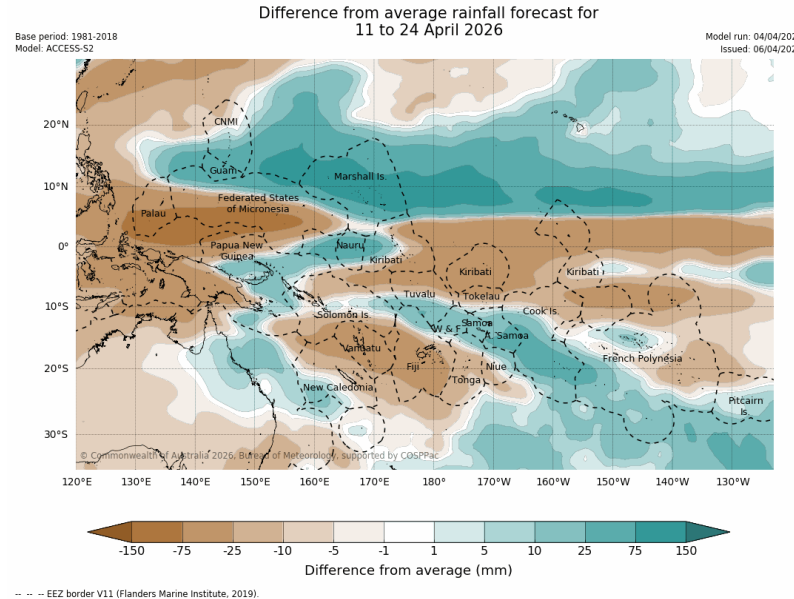 Difference from average rainfall forecast for
11 to 24 April 2026
Base period: 1981-2018
Model: ACCESS-S2
Model run: 04/04/202
Issued: 06/04/202
20°N
10°N
0°
10°S
20°S
30°S
CNMI
Guam
Marshall Is.
Federated States
of Micronesia
Palau
Papua New
Guinea
Nauru
Kiribati
Kiribati
Kiribati
Tuvalu
Tokelau
Solomon Is.
Cook Is.
W & F
Samoa
A. Samoa
Vanuatu
Fiji
Niue
French Polynesia
Tonga
New Caledonia
Pitcairn
Is.
© Commonwealth of Australia 2026, Bureau of Meteorology, supported by COSPPac
120°E 130°E 140°E 150°E 160°E 170°E 180°W 170°W 160°W 150°W 140°W 130°W
-150 -75 -25 -10 -5 -1 1 5 10 25 75 150
Difference from average (mm)
-- -- -- EEZ border V11 (Flanders Marine Institute, 2019).